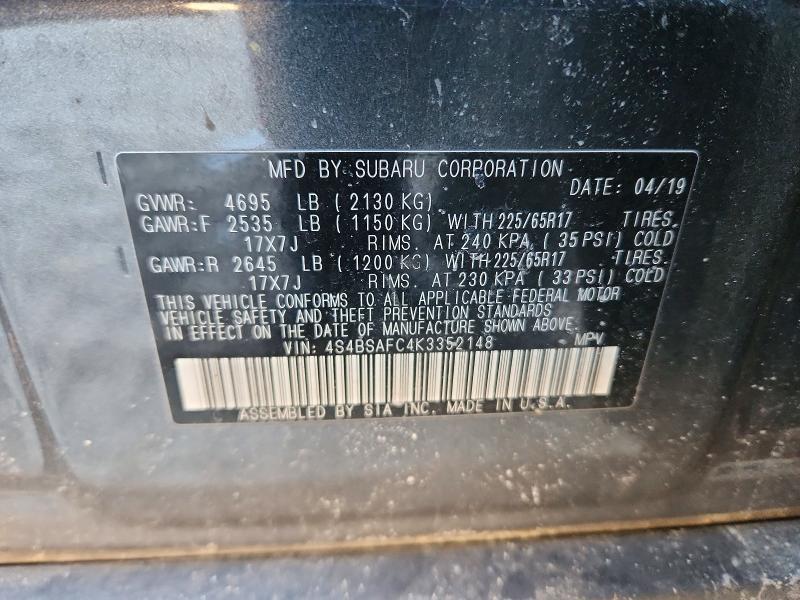 MFD BY SUBARU CORPORATION
DATE: 04/19
GVWR: 4695 LB ( 2130 KG)
GAWR:F 2535 LB ( 1150 KG) WITH 225/65R17 TIRES.
17X7J RIMS. AT 240 KPA ( 35 PSI) COLD
GAWR:R 2645 LB ( 1200 KG) WITH 225/65R17 TIRES.
17X7J RIMS. AT 230 KPA ( 33 PSI) COLD
THIS VEHICLE CONFORMS TO ALL APPLICABLE FEDERAL MOTOR
VEHICLE SAFETY AND THEFT PREVENTION STANDARDS
IN EFFECT ON THE DATE OF MANUFACTURE SHOWN ABOVE.
VIN: 4S4BSAFC4K3352148 MPV
ASSEMBLED BY SIA INC. MADE IN U.S.A.